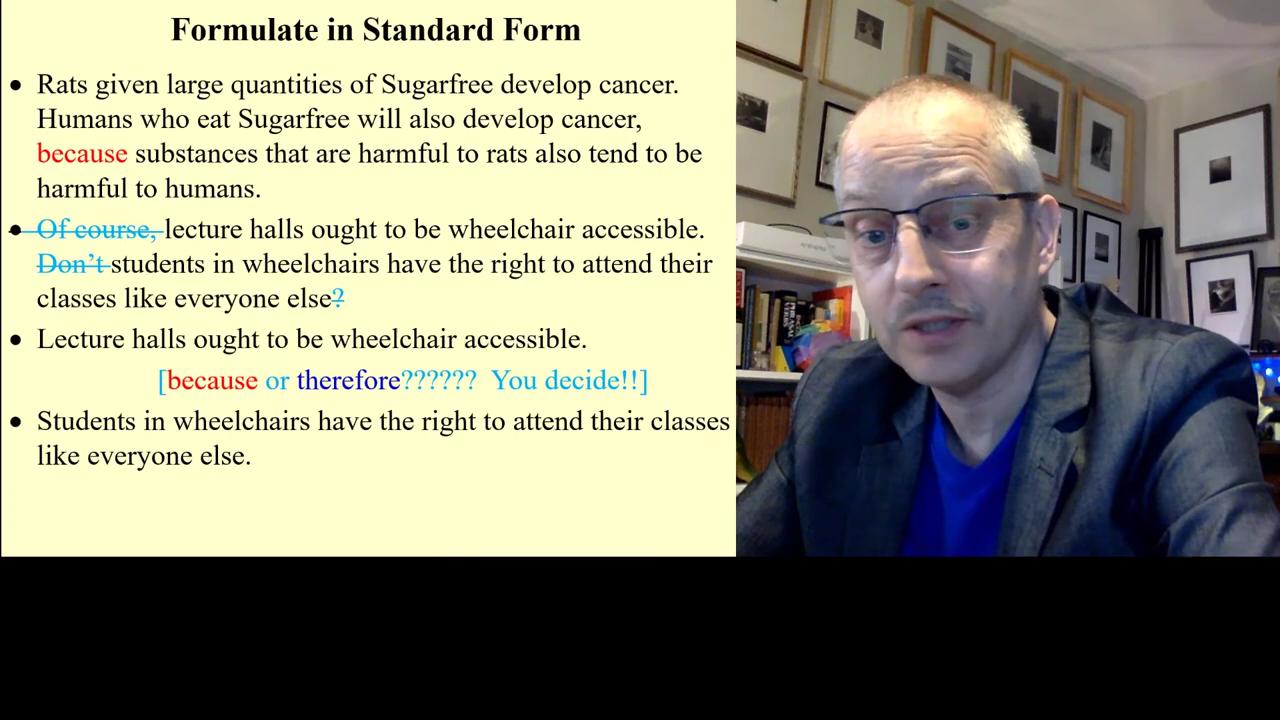 Formulate in Standard Form
• Rats given large quantities of Sugarfree develop cancer.
Humans who eat Sugarfree will also develop cancer,
because substances that are harmful to rats also tend to be
harmful to humans.
• Of course, lecture halls ought to be wheelchair accessible.
Don’t students in wheelchairs have the right to attend their
classes like everyone else?
• Lecture halls ought to be wheelchair accessible.
[because or therefore?????? You decide!!]
• Students in wheelchairs have the right to attend their classes
like everyone else.